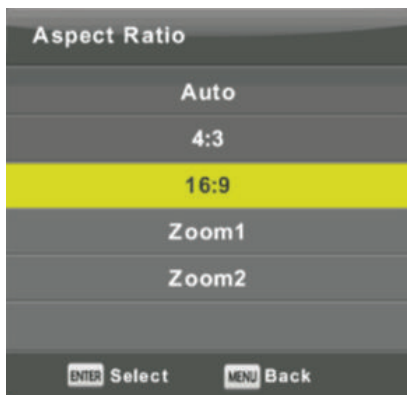 Aspect Ratio
Auto
4:3
16:9
Zoom1
Zoom2
ENTER Select MENU Back